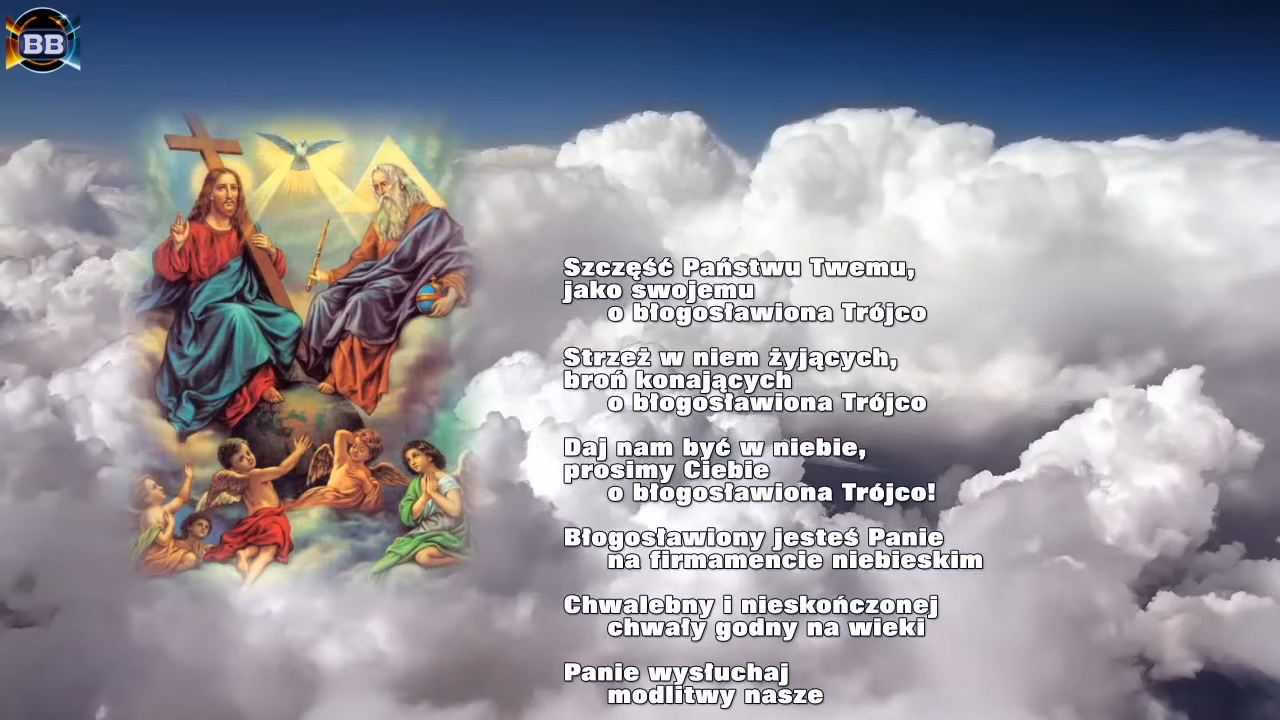 BB
Szczęść Państwu Twemu,
jako swojemu
o błogosławiona Trójco
Strzeż w niem żyjących,
broń konających
o błogosławiona Trójco
Daj nam być w niebie,
prosimy Ciebie
o błogosławiona Trójco!
Błogosławiony jesteś Panie
na firmamencie niebieskim
Chwalebny i nieskończonej
chwały godny na wieki
Panie wysłuchaj
modlitwy nasze